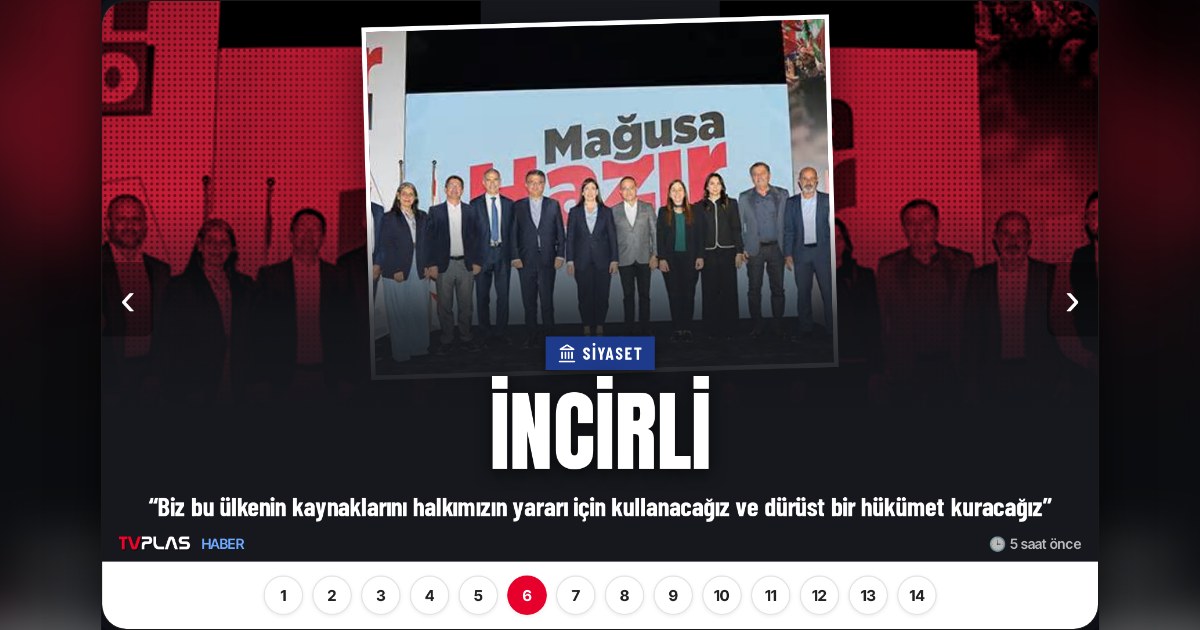 Mağusa
Hazır
SİYASET
İNCİRLİ
“Biz bu ülkenin kaynaklarını halkımızın yararı için kullanacağız ve dürüst bir hükümet kuracağız”
TVPLAS HABER
5 saat önce
1 2 3 4 5 6 7 8 9 10 11 12 13 14